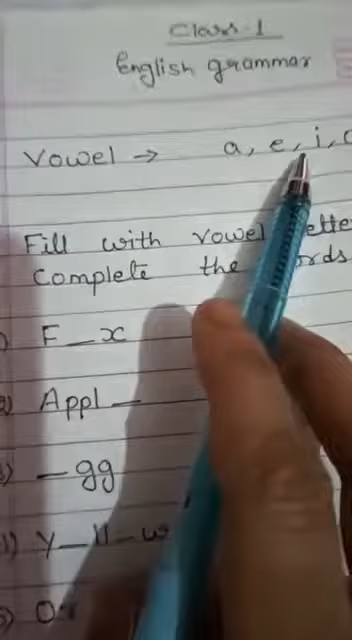 Class-1
English grammar
Vowel → a, e, i,
Fill with vowel
Complete the
F_x
Appl_
_gg
Y_ll_w